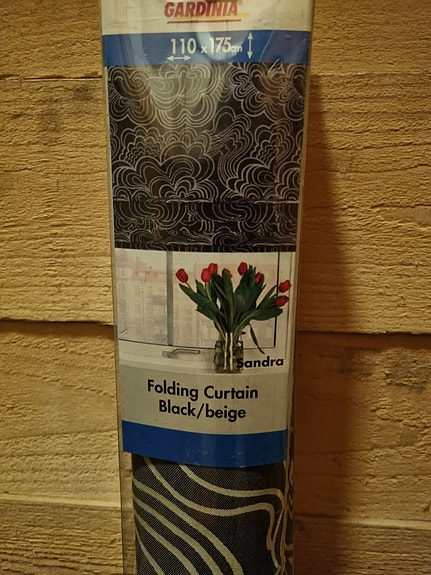 GARDINIA
110 x 175cm
Sandra
Folding Curtain
Black/beige